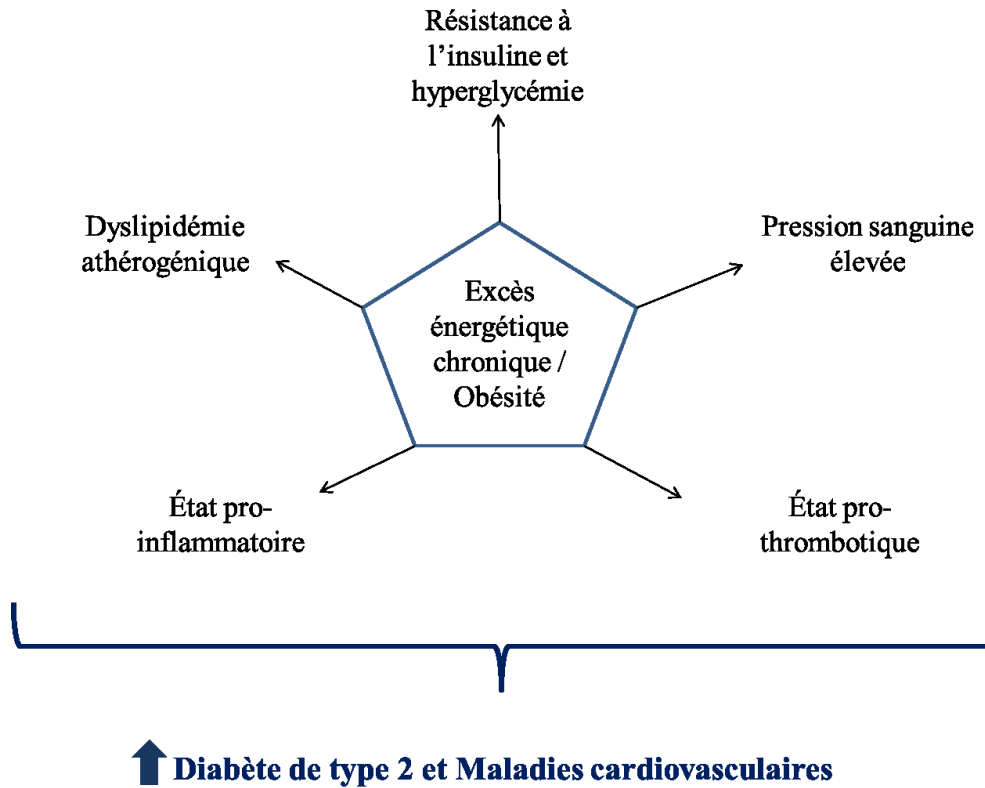 Résistance à
l'insuline et
hyperglycémie
Dyslipidémie
athérogénique
Pression sanguine
élevée
Excès
énergétique
chronique /
Obésité
État pro-
inflammatoire
État pro-
thrombotique
Diabète de type 2 et Maladies cardiovasculaires